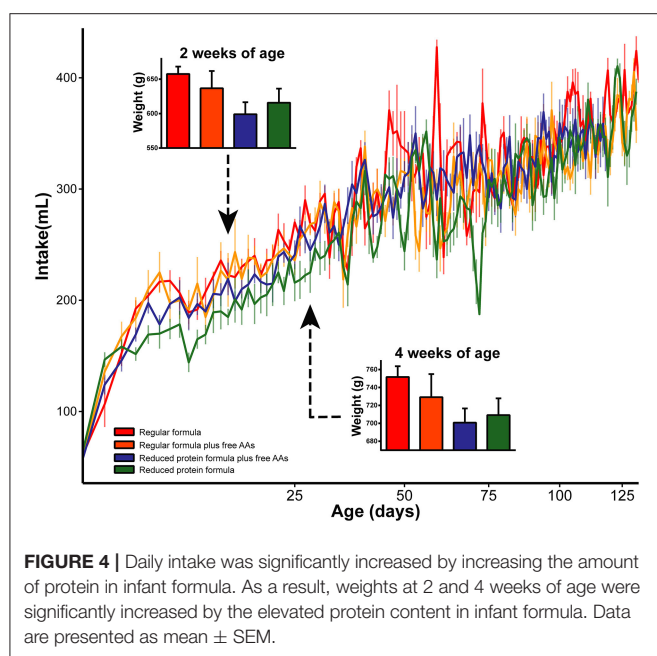 2 weeks of age
Weight (g)
650
600
550
400
300
200
100
Intake(mL)
4 weeks of age
Weight (g)
760
740
720
700
680
Regular formula
Regular formula plus free AAs
Reduced protein formula plus free AAs
Reduced protein formula
25
50
75
100
125
Age (days)
FIGURE 4 | Daily intake was significantly increased by increasing the amount
of protein in infant formula. As a result, weights at 2 and 4 weeks of age were
significantly increased by the elevated protein content in infant formula. Data
are presented as mean ± SEM.